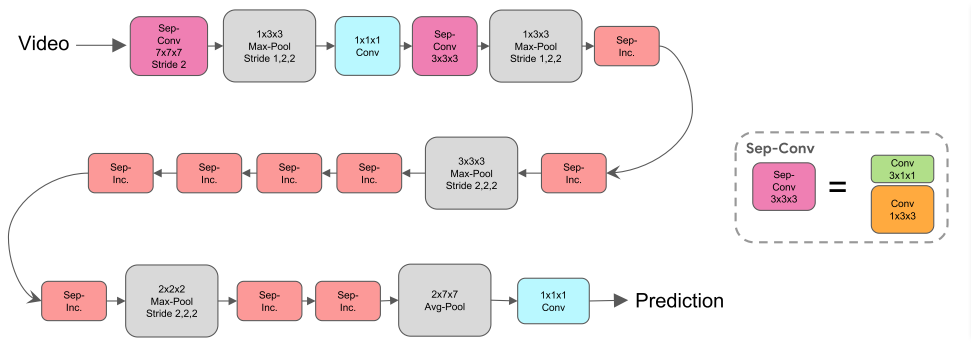 Video
Sep-
Conv
7x7x7
Stride 2
1x3x3
Max-Pool
Stride 1,2,2
1x1x1
Conv
Sep-
Conv
3x3x3
1x3x3
Max-Pool
Stride 1,2,2
Sep-
Inc.
Sep-
Inc.
3x3x3
Max-Pool
Stride 2,2,2
Sep-
Inc.
Sep-
Inc.
Sep-
Inc.
Sep-
Inc.
Sep-
Inc.
2x2x2
Max-Pool
Stride 2,2,2
Sep-
Inc.
Sep-
Inc.
2x7x7
Avg-Pool
1x1x1
Conv
Prediction
Sep-Conv
Sep-
Conv
3x3x3
=
Conv
3x1x1
Conv
1x3x3